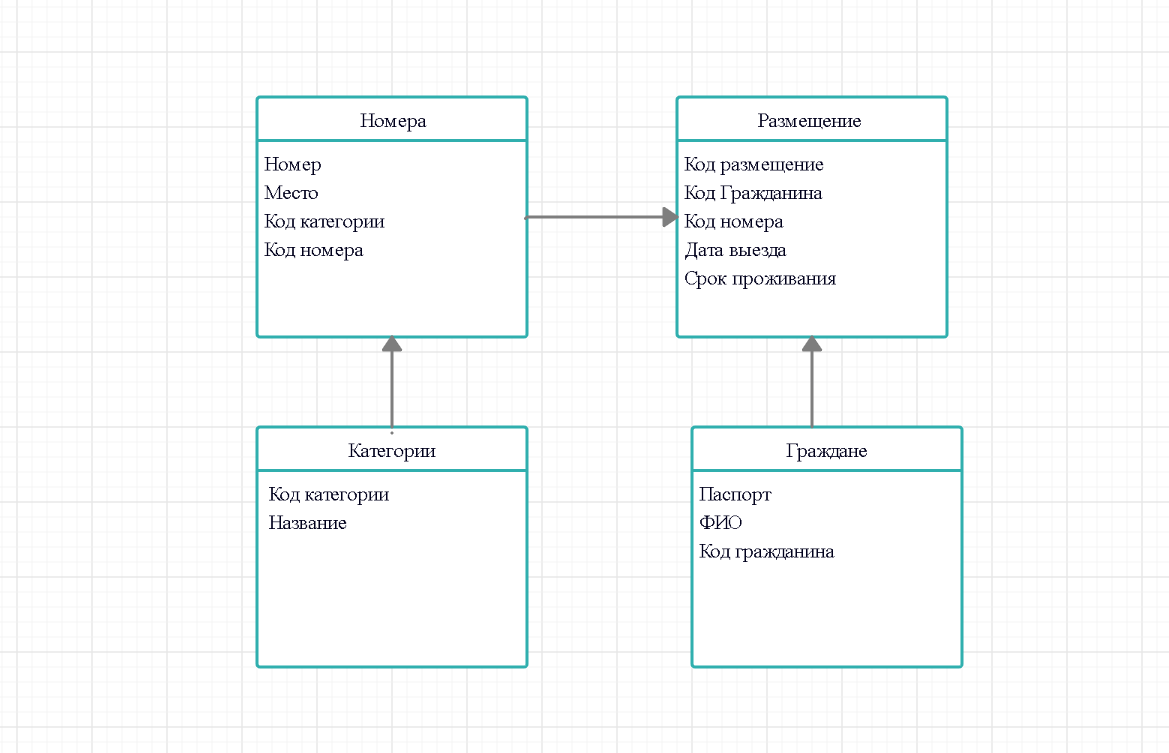 Номера
Номер
Место
Код категории
Код номера
Размещение
Код размещение
Код Гражданина
Код номера
Дата выезда
Срок проживания
Категории
Код категории
Название
Граждане
Паспорт
ФИО
Код гражданина